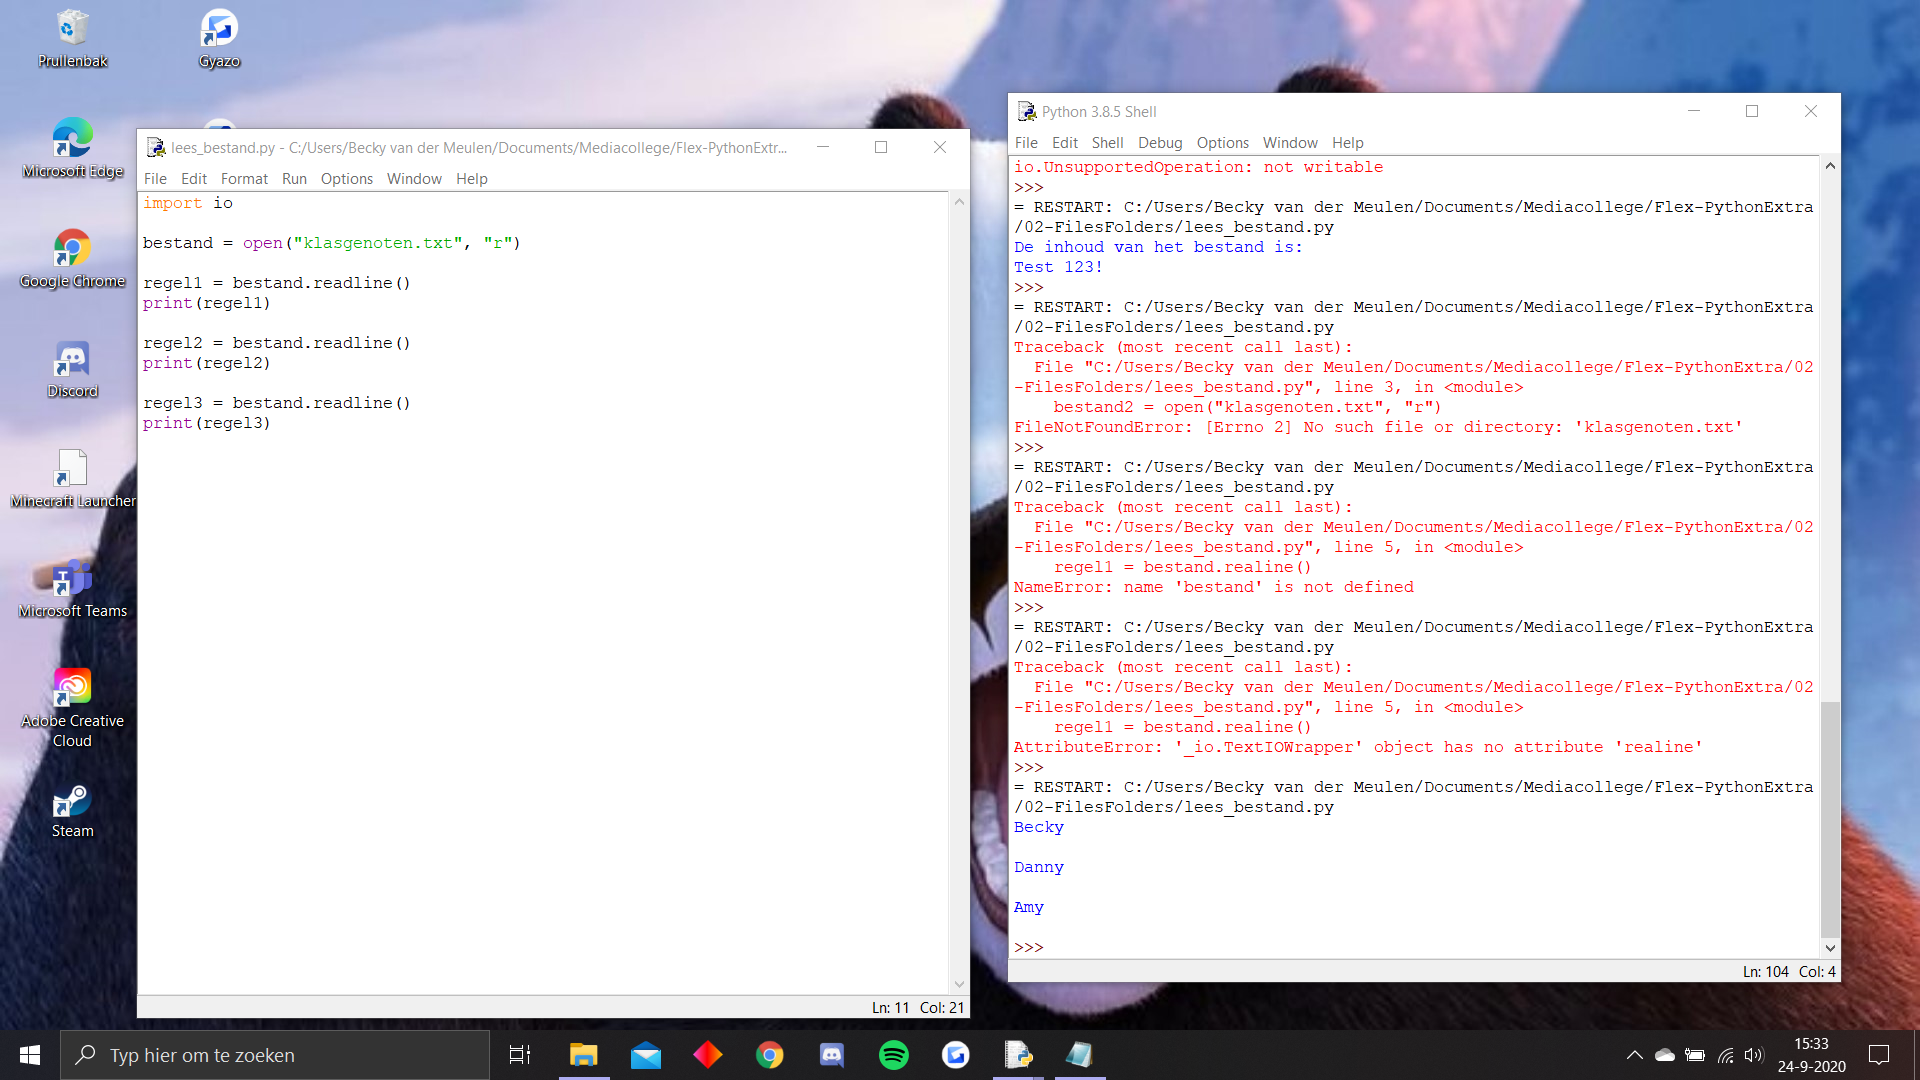 Prullenbak
Gyazo
Microsoft Edge
Google Chrome
Discord
Minecraft Launcher
Microsoft Teams
Adobe Creative
Cloud
Steam
lees_bestand.py - C:/Users/Becky van der Meulen/Documents/Mediacollege/Flex-PythonExtr...
File Edit Format Run Options Window Help
import io
bestand = open("klasgenoten.txt", "r")
regel1 = bestand.readline()
print(regel1)
regel2 = bestand.readline()
print(regel2)
regel3 = bestand.readline()
print(regel3)
Ln: 11 Col: 21
Python 3.8.5 Shell
File Edit Shell Debug Options Window Help
io.UnsupportedOperation: not writable
>>>
= RESTART: C:/Users/Becky van der Meulen/Documents/Mediacollege/Flex-PythonExtra
/02-FilesFolders/lees_bestand.py
De inhoud van het bestand is:
Test 123!
>>>
= RESTART: C:/Users/Becky van der Meulen/Documents/Mediacollege/Flex-PythonExtra
/02-FilesFolders/lees_bestand.py
Traceback (most recent call last):
  File "C:/Users/Becky van der Meulen/Documents/Mediacollege/Flex-PythonExtra/02
-FilesFolders/lees_bestand.py", line 3, in <module>
    bestand2 = open("klasgenoten.txt", "r")
FileNotFoundError: [Errno 2] No such file or directory: 'klasgenoten.txt'
>>>
= RESTART: C:/Users/Becky van der Meulen/Documents/Mediacollege/Flex-PythonExtra
/02-FilesFolders/lees_bestand.py
Traceback (most recent call last):
  File "C:/Users/Becky van der Meulen/Documents/Mediacollege/Flex-PythonExtra/02
-FilesFolders/lees_bestand.py", line 5, in <module>
    regel1 = bestand.realine()
NameError: name 'bestand' is not defined
>>>
= RESTART: C:/Users/Becky van der Meulen/Documents/Mediacollege/Flex-PythonExtra
/02-FilesFolders/lees_bestand.py
Traceback (most recent call last):
  File "C:/Users/Becky van der Meulen/Documents/Mediacollege/Flex-PythonExtra/02
-FilesFolders/lees_bestand.py", line 5, in <module>
    regel1 = bestand.realine()
AttributeError: '_io.TextIOWrapper' object has no attribute 'realine'
>>>
= RESTART: C:/Users/Becky van der Meulen/Documents/Mediacollege/Flex-PythonExtra
/02-FilesFolders/lees_bestand.py
Becky
Danny
Amy
>>>
Ln: 104 Col: 4
Typ hier om te zoeken
15:33
24-9-2020